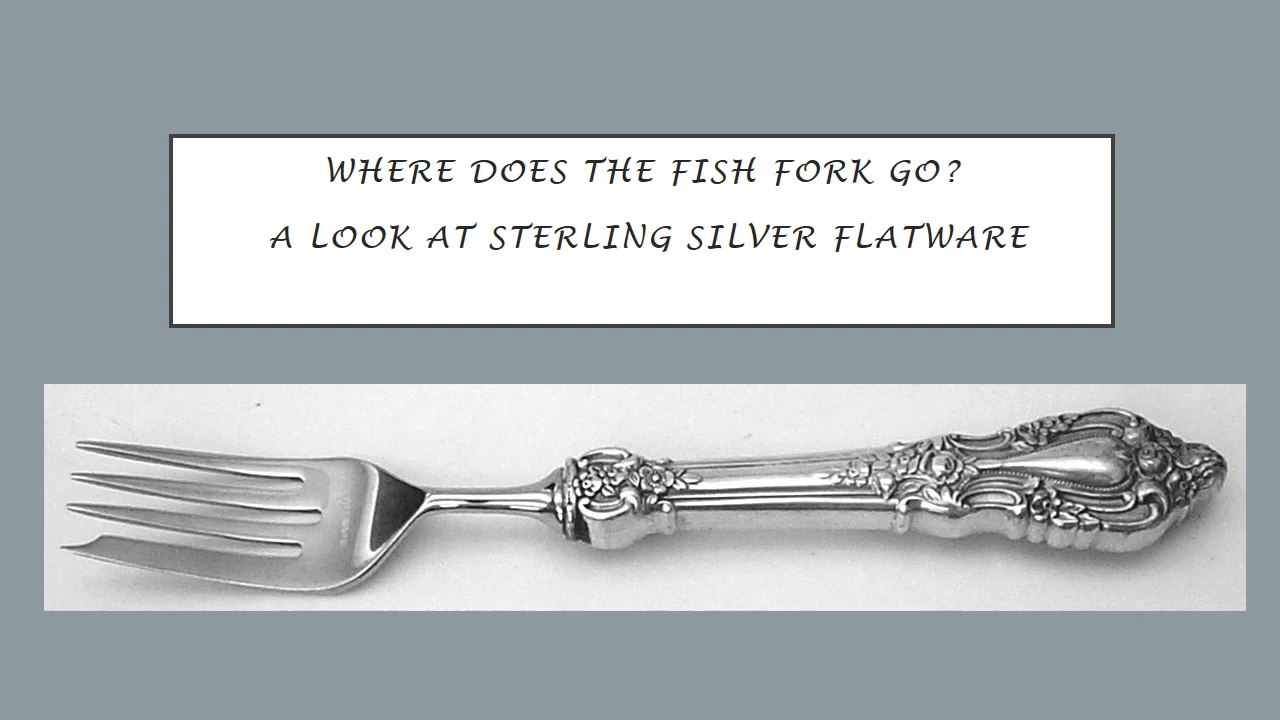 WHERE DOES THE FISH FORK GO?
A LOOK AT STERLING SILVER FLATWARE